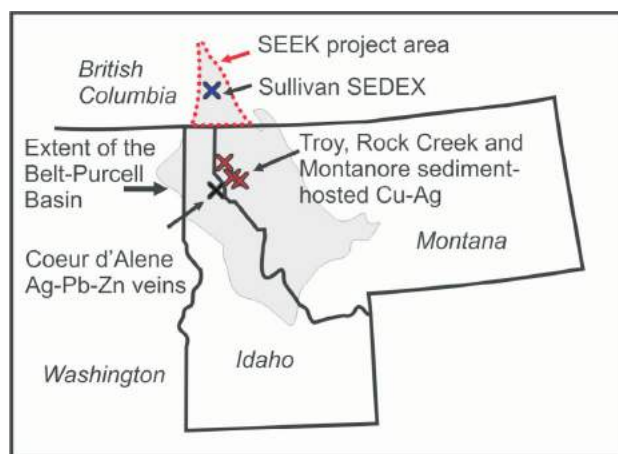 SEEK project area
British
Columbia
Sullivan SEDEX
Extent of the
Belt-Purcell
Basin
Troy, Rock Creek and
Montanore sediment-
hosted Cu-Ag
Montana
Coeur d'Alene
Ag-Pb-Zn veins
Idaho
Washington